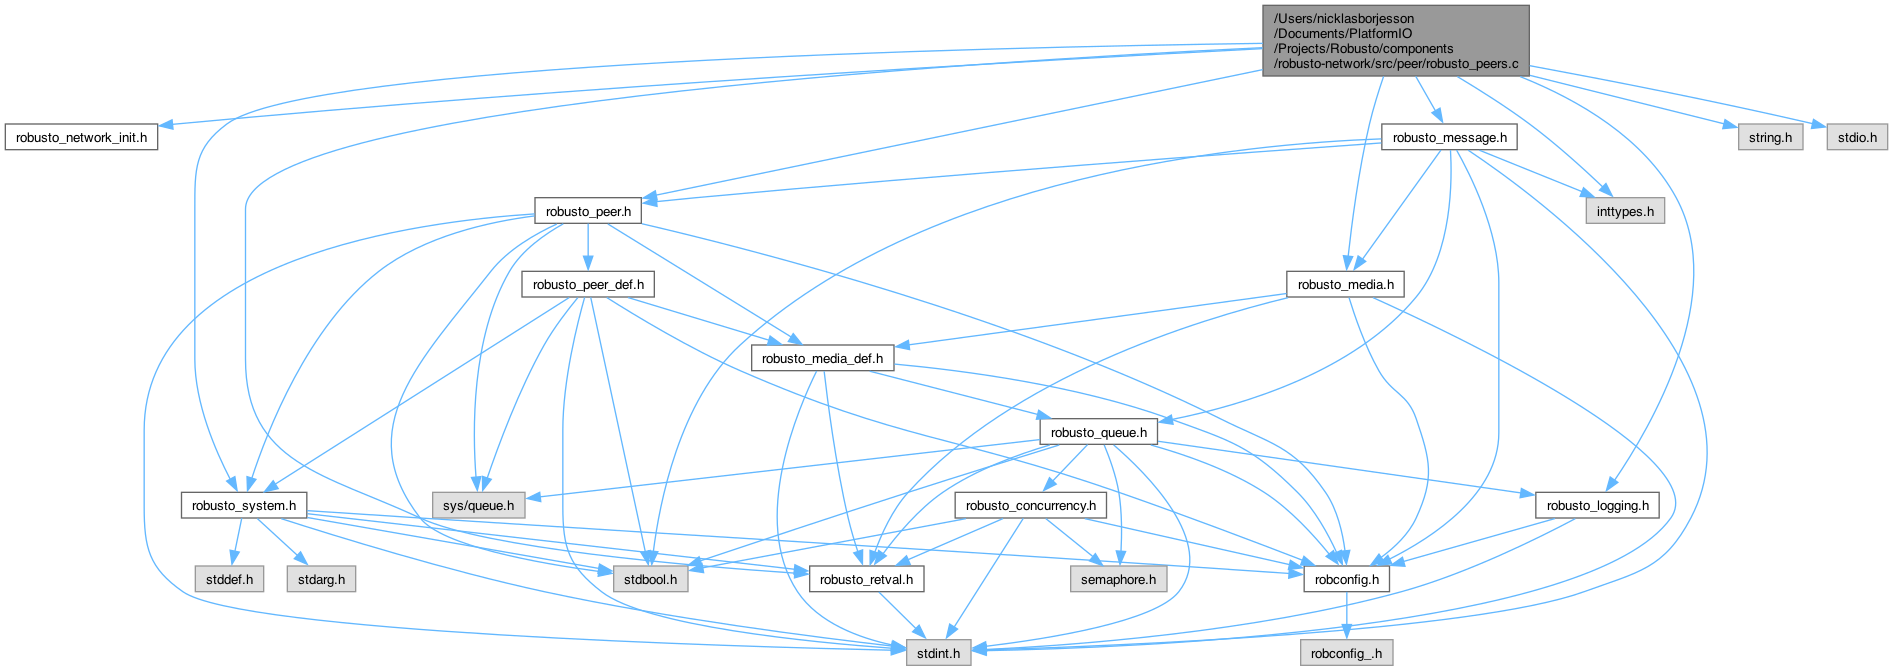 /Users/nicklasborjesson
/Documents/PlatformIO
/Projects/Robusto/components
/robusto-network/src/peer/robusto_peers.c
robusto_network_init.h
robusto_message.h
string.h
stdio.h
robusto_peer.h
inttypes.h
robusto_peer_def.h
robusto_media.h
robusto_media_def.h
robusto_queue.h
robusto_system.h
sys/queue.h
robusto_concurrency.h
robusto_logging.h
stddef.h
stdarg.h
stdbool.h
robusto_retval.h
semaphore.h
robconfig.h
stdint.h
robconfig_.h